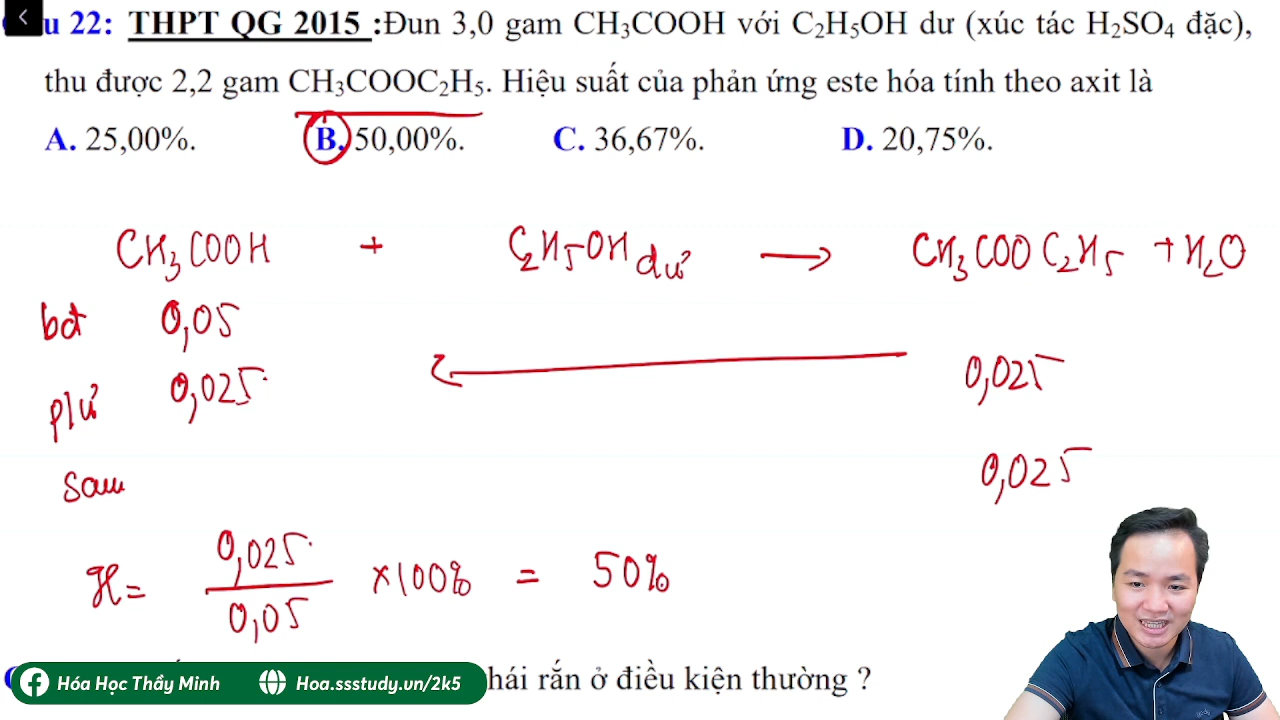 u 22: THPT QG 2015 :Đun 3,0 gam CH₃COOH với C₂H₅OH dư (xúc tác H₂SO₄ đặc),
thu được 2,2 gam CH₃COOC₂H₅. Hiệu suất của phản ứng este hóa tính theo axit là
A. 25,00%. B. 50,00%. C. 36,67%. D. 20,75%.
CH₃COOH + C₂H₅OH dư → CH₃COOC₂H₅ + H₂O
bđ 0,05
p/ư 0,025 0,025
sau 0,025
H = 0,025 / 0,05 × 100% = 50%
hái rắn ở điều kiện thường ?
Hóa Học Thầy Minh Hoa.ssstudy.vn/2k5